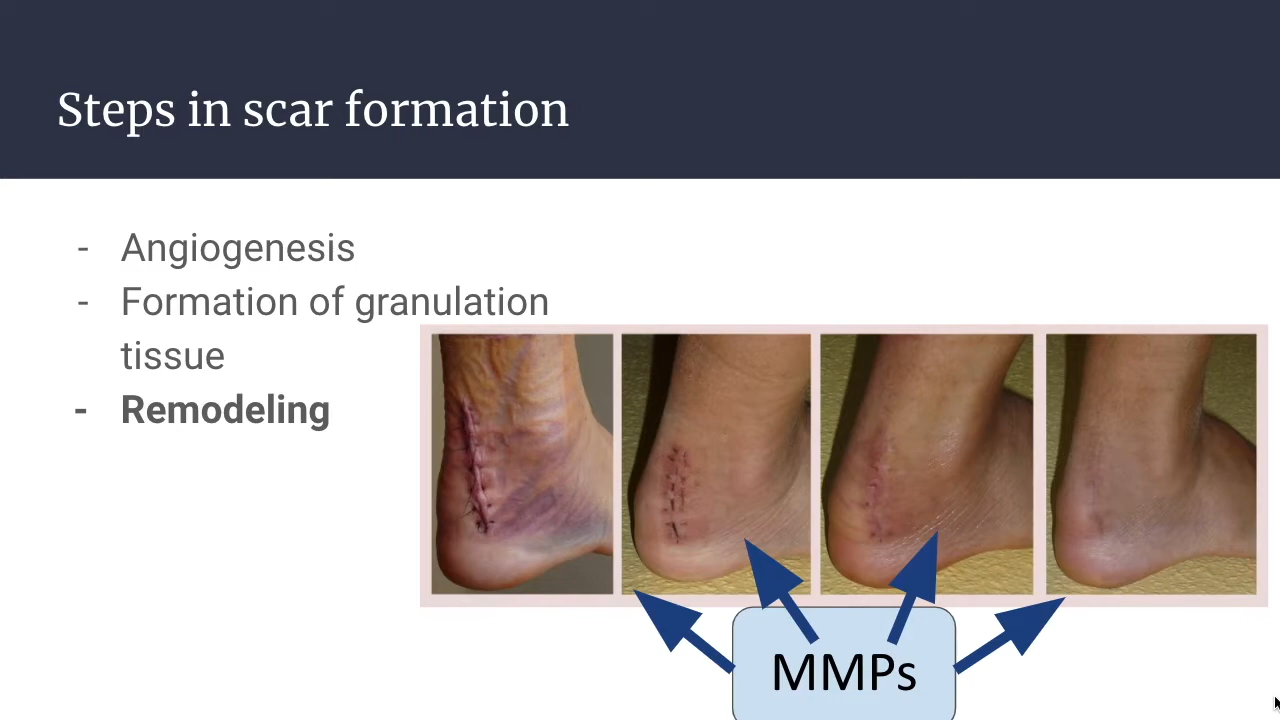 Steps in scar formation
- Angiogenesis
- Formation of granulation
tissue
- Remodeling
MMPs